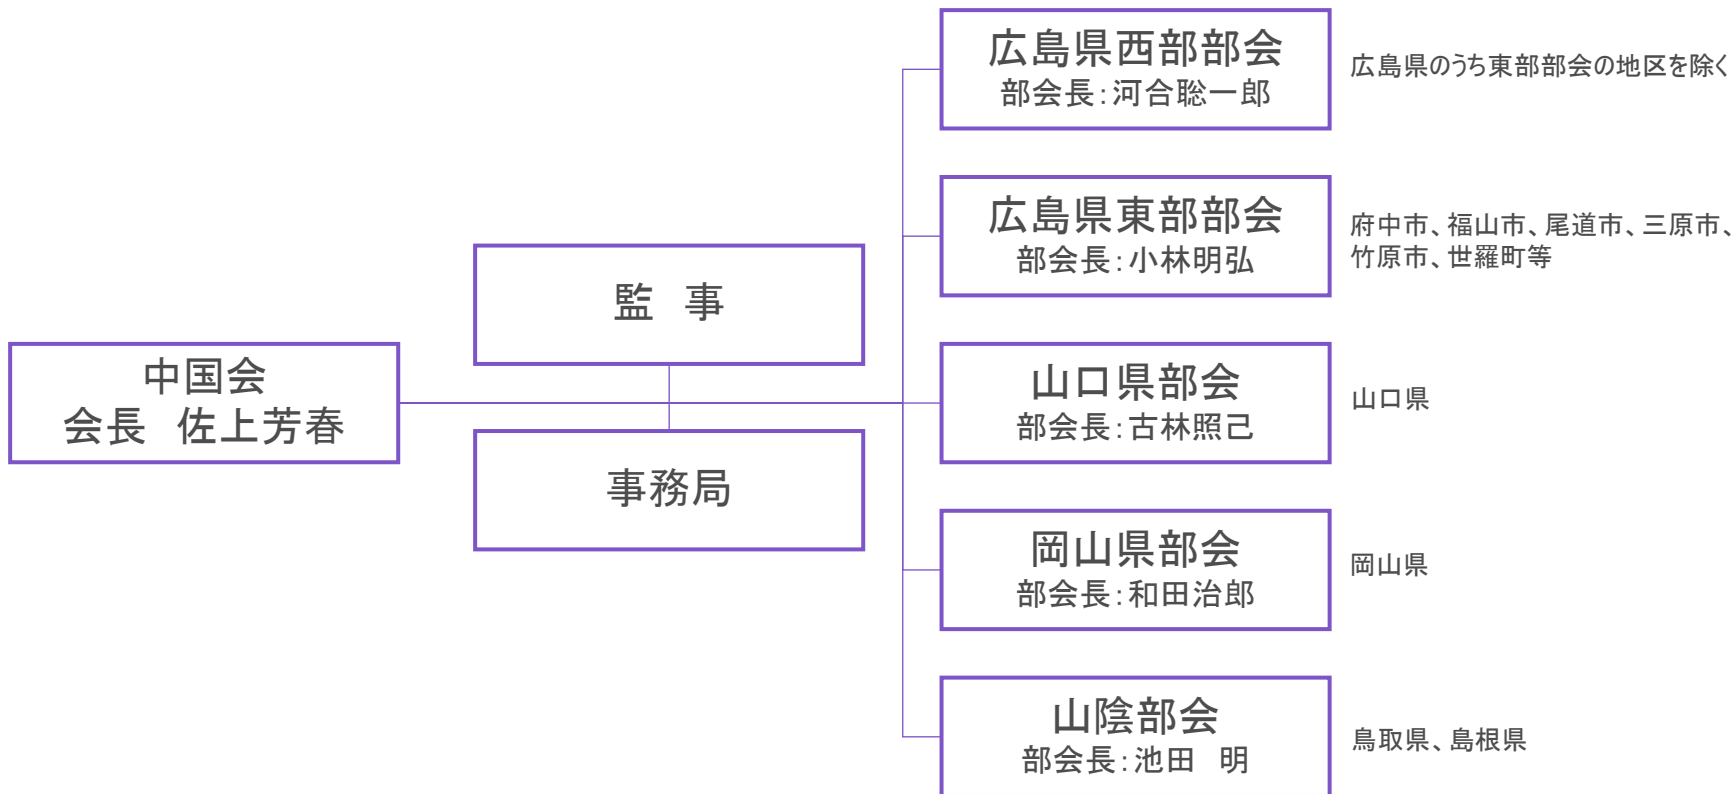 広島県西部部会
部会長：河合聡一郎
広島県のうち東部部会の地区を除く
広島県東部部会
部会長：小林明弘
府中市、福山市、尾道市、三原市、
竹原市、世羅町等
監　事
中国会
会長　佐上芳春
事務局
山口県部会
部会長：古林照己
山口県
岡山県部会
部会長：和田治郎
岡山県
山陰部会
部会長：池田　明
鳥取県、島根県